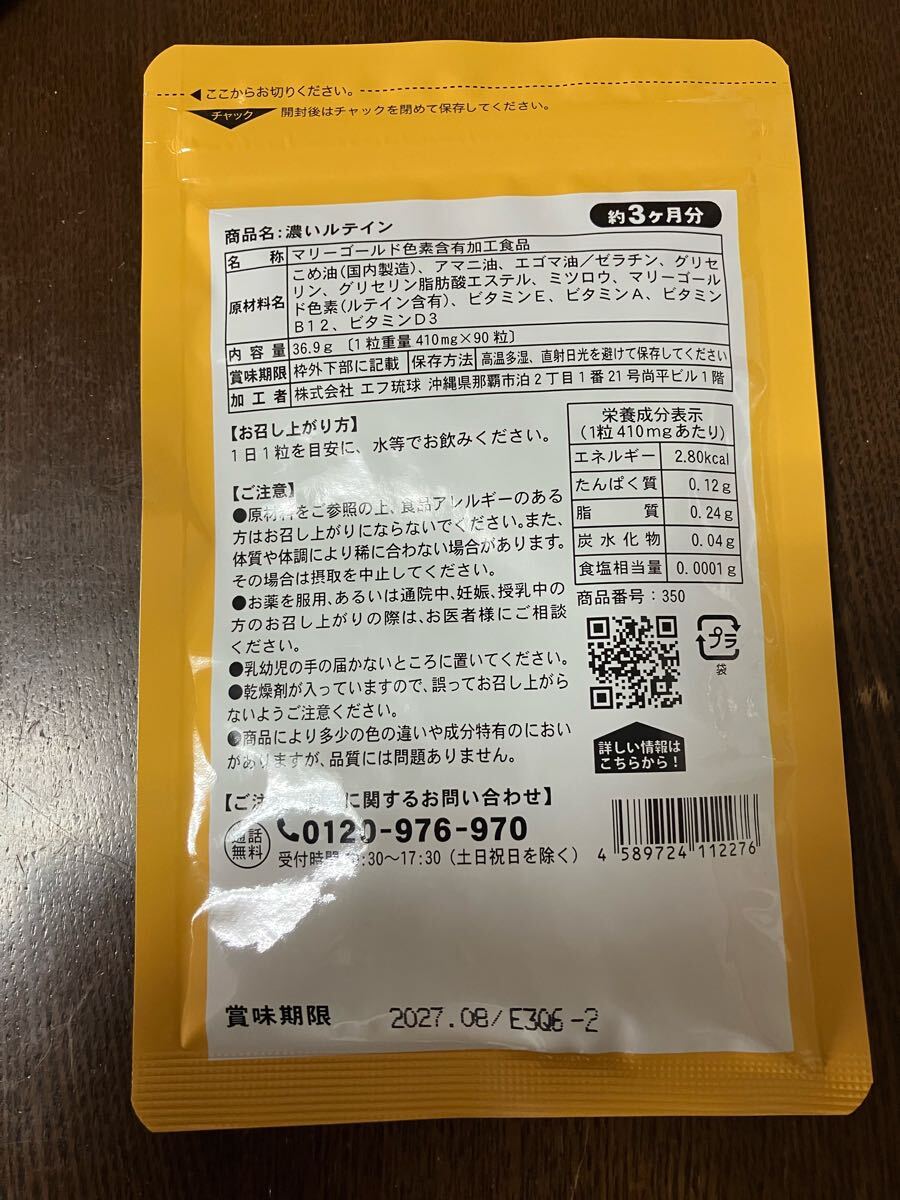 ここからお切りください。
チャック
開封後はチャックを閉めて保存してください。
約3ヶ月分
商品名:濃いルテイン
名称 マリーゴールド色素含有加工食品
原材料名 こめ油(国内製造)、アマニ油、エゴマ油/ゼラチン、グリセ
リン、グリセリン脂肪酸エステル、ミツロウ、マリーゴール
ド色素(ルテイン含有)、ビタミンE、ビタミンA、ビタミン
B12、ビタミンD3
内容量 36.9g 〔1粒重量410mg×90粒〕
賞味期限 枠外下部に記載 保存方法 高温多湿、直射日光を避けて保存してください
加工者 株式会社 エフ琉球 沖縄県那覇市泊2丁目1番21号尚平ビル1階
【お召し上がり方】
1日1粒を目安に、水等でお飲みください。
【ご注意】
●原材料をご参照の上、食品アレルギーのある
方はお召し上がりにならないでください。また、
体質や体調により稀に合わない場合があります。
その場合は摂取を中止してください。
●お薬を服用、あるいは通院中、妊娠、授乳中の
方のお召し上がりの際は、お医者様にご相談
ください。
●乳幼児の手の届かないところに置いてください。
●乾燥剤が入っていますので、誤ってお召し上がら
ないようご注意ください。
●商品により多少の色の違いや成分特有のにおい
がありますが、品質には問題ありません。
栄養成分表示
(1粒410mgあたり)
エネルギー 2.80kcal
たんぱく質 0.12g
脂質 0.24g
炭水化物 0.04g
食塩相当量 0.0001g
商品番号:350
プラ
袋
詳しい情報は
こちらから!
【ご注 に関するお問い合わせ】
通話
無料
0120-976-970
受付時間 :30〜17:30(土日祝日を除く)
4 589724 112276
賞味期限 2027.08/E3Q6-2